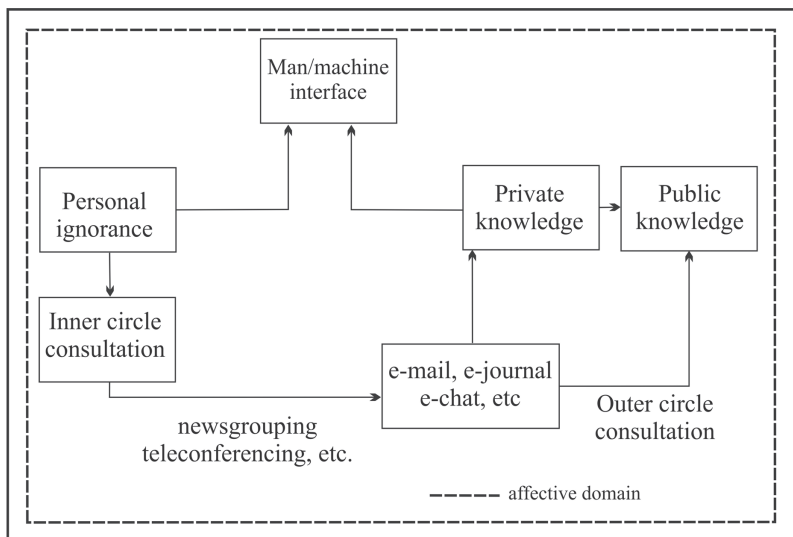 Man/machine
interface
Personal
ignorance
Private
knowledge
Public
knowledge
Inner circle
consultation
e-mail, e-journal
e-chat, etc
Outer circle
consultation
newsgrouping
teleconferencing, etc.
affective domain